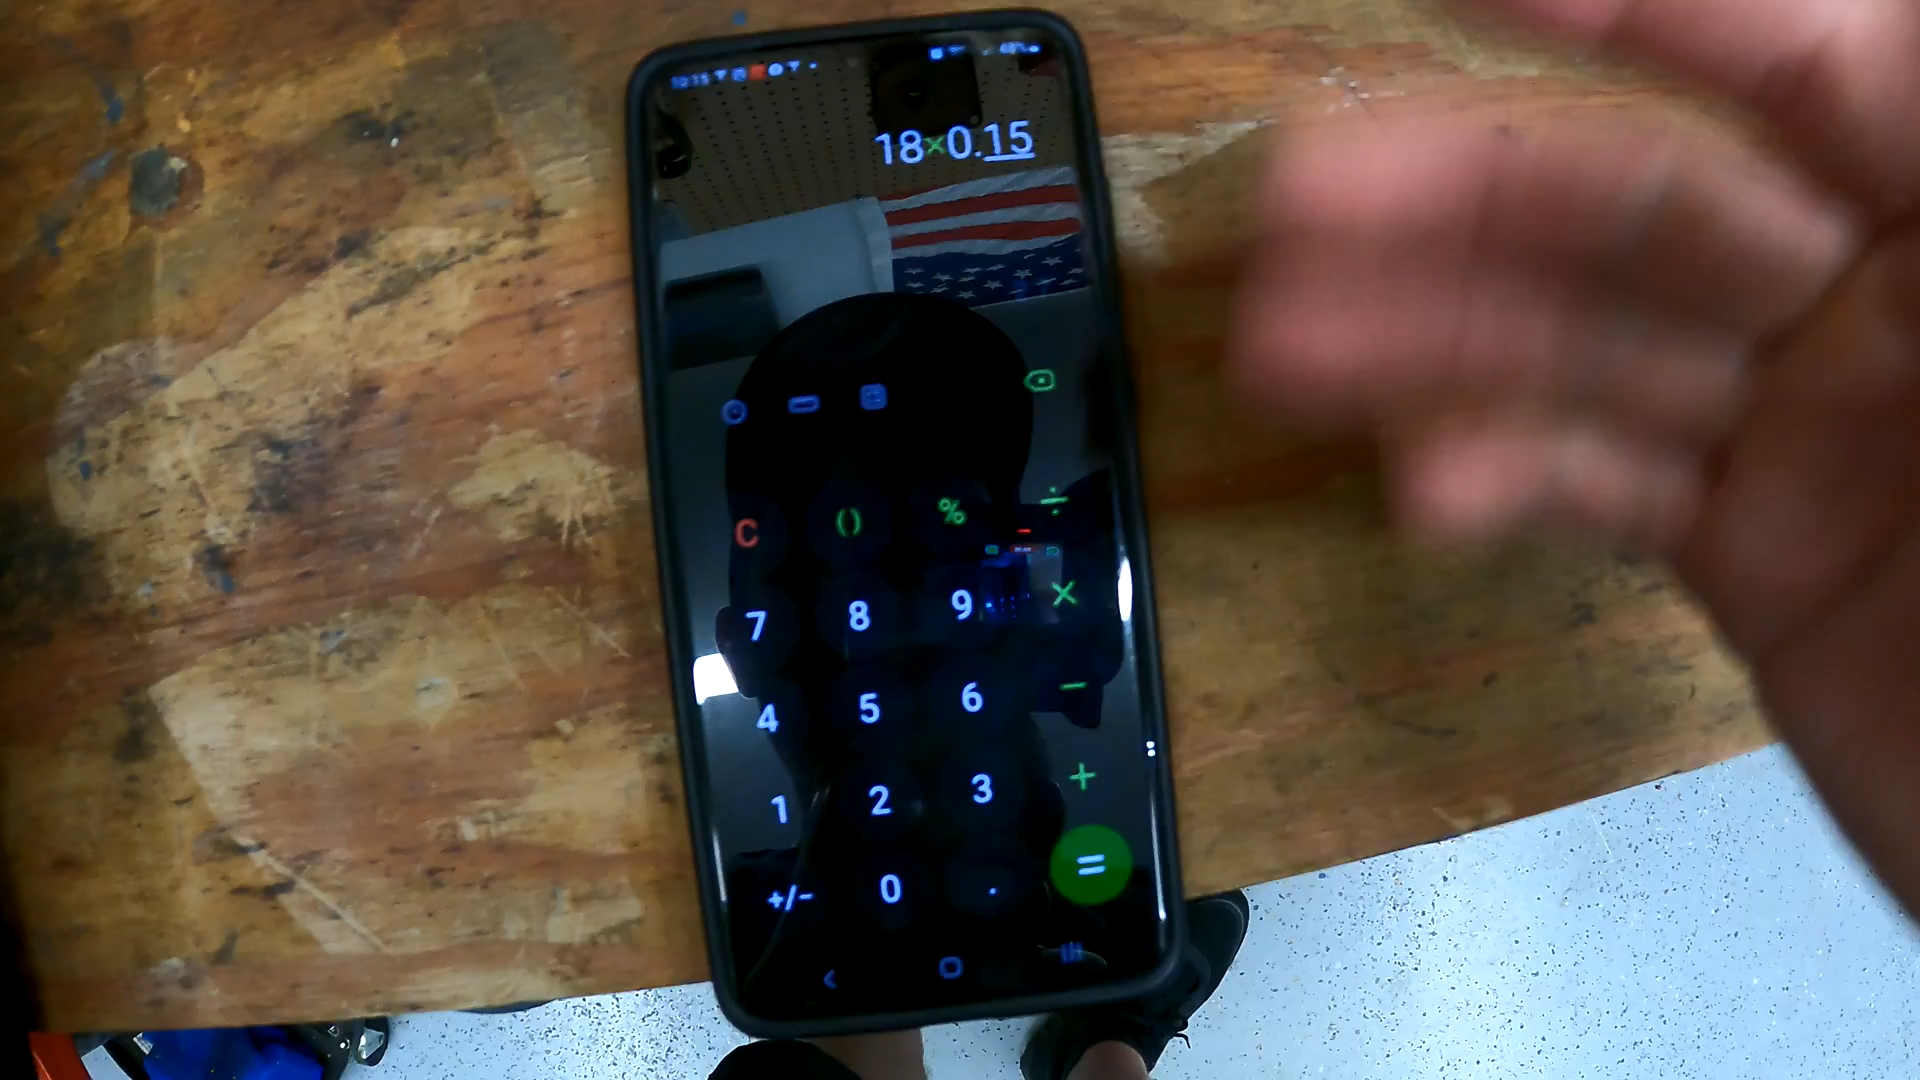 18×0.15
C () % ÷
7 8 9 ×
4 5 6 −
1 2 3 +
+/− 0 . =